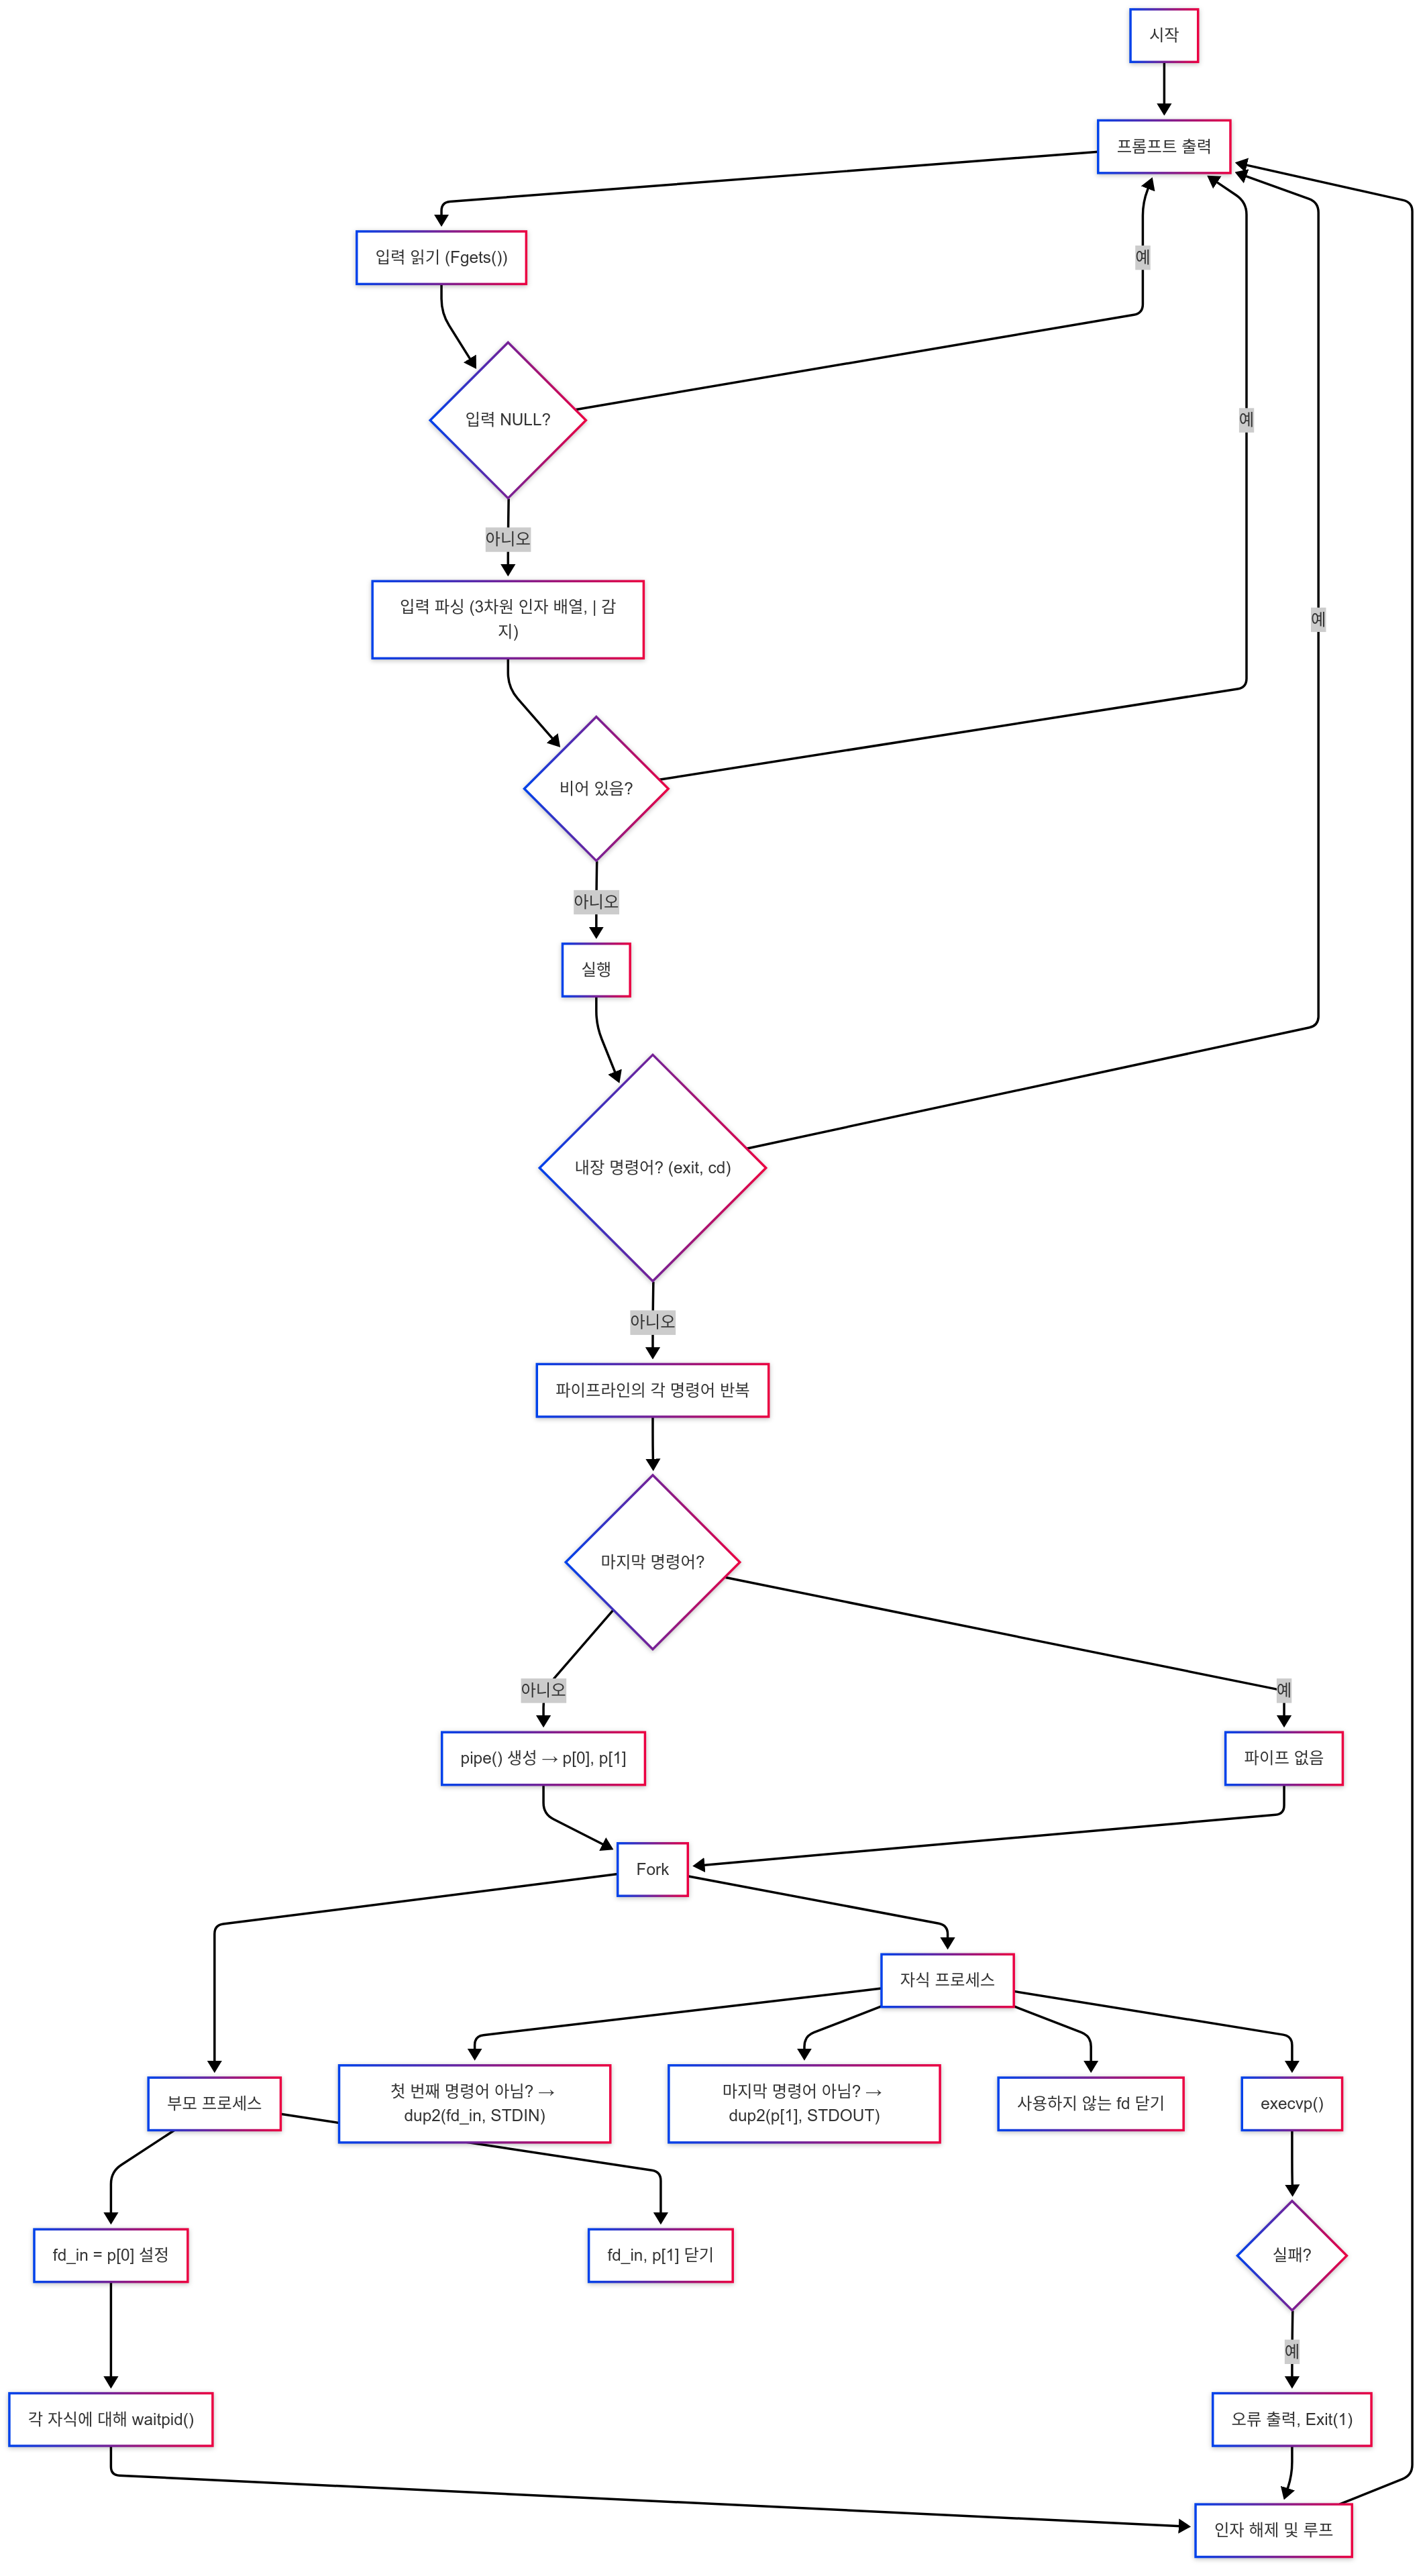 시작
프롬프트 출력
입력 읽기 (Fgets())
예
입력 NULL?
예
아니오
입력 파싱 (3차원 인자 배열, | 감
지)
예
비어 있음?
아니오
실행
내장 명령어? (exit, cd)
아니오
파이프라인의 각 명령어 반복
마지막 명령어?
아니오
예
pipe() 생성 → p[0], p[1]
파이프 없음
Fork
자식 프로세스
부모 프로세스
첫 번째 명령어 아님? →
dup2(fd_in, STDIN)
마지막 명령어 아님? →
dup2(p[1], STDOUT)
사용하지 않는 fd 닫기
execvp()
fd_in = p[0] 설정
fd_in, p[1] 닫기
실패?
예
각 자식에 대해 waitpid()
오류 출력, Exit(1)
인자 해제 및 루프